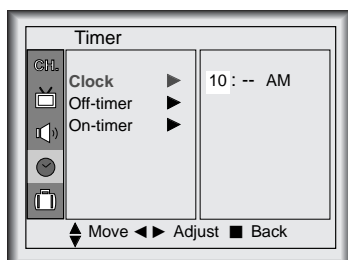 Timer
CH.
Clock ▶ 10 : -- AM
Off-timer ▶
On-timer ▶
▲▼ Move ◀ ▶ Adjust ■ Back